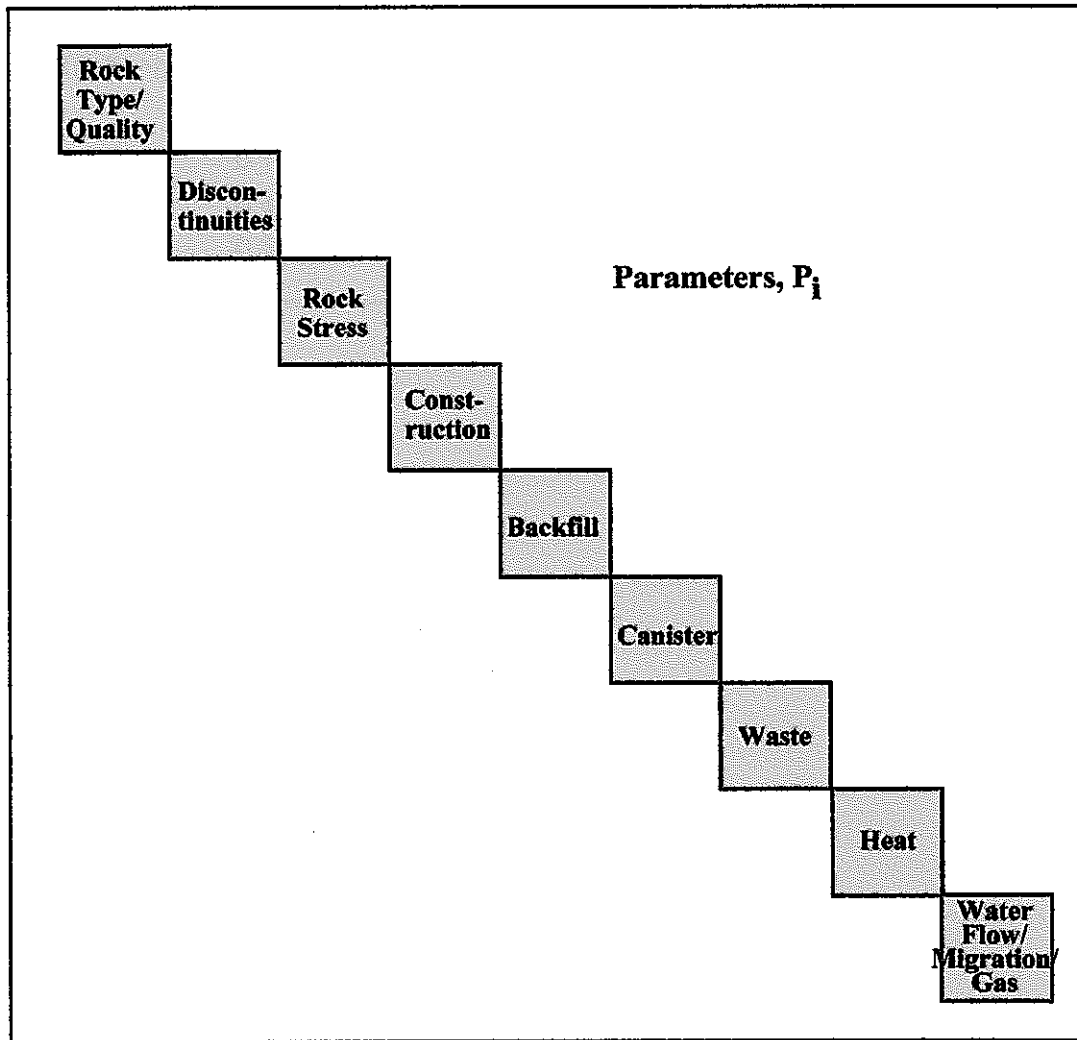 Rock
Type/
Quality
Discon-
tinuities
Rock
Stress
Parameters, Pi
Const-
ruction
Backfill
Canister
Waste
Heat
Water
Flow/
Migration/
Gas